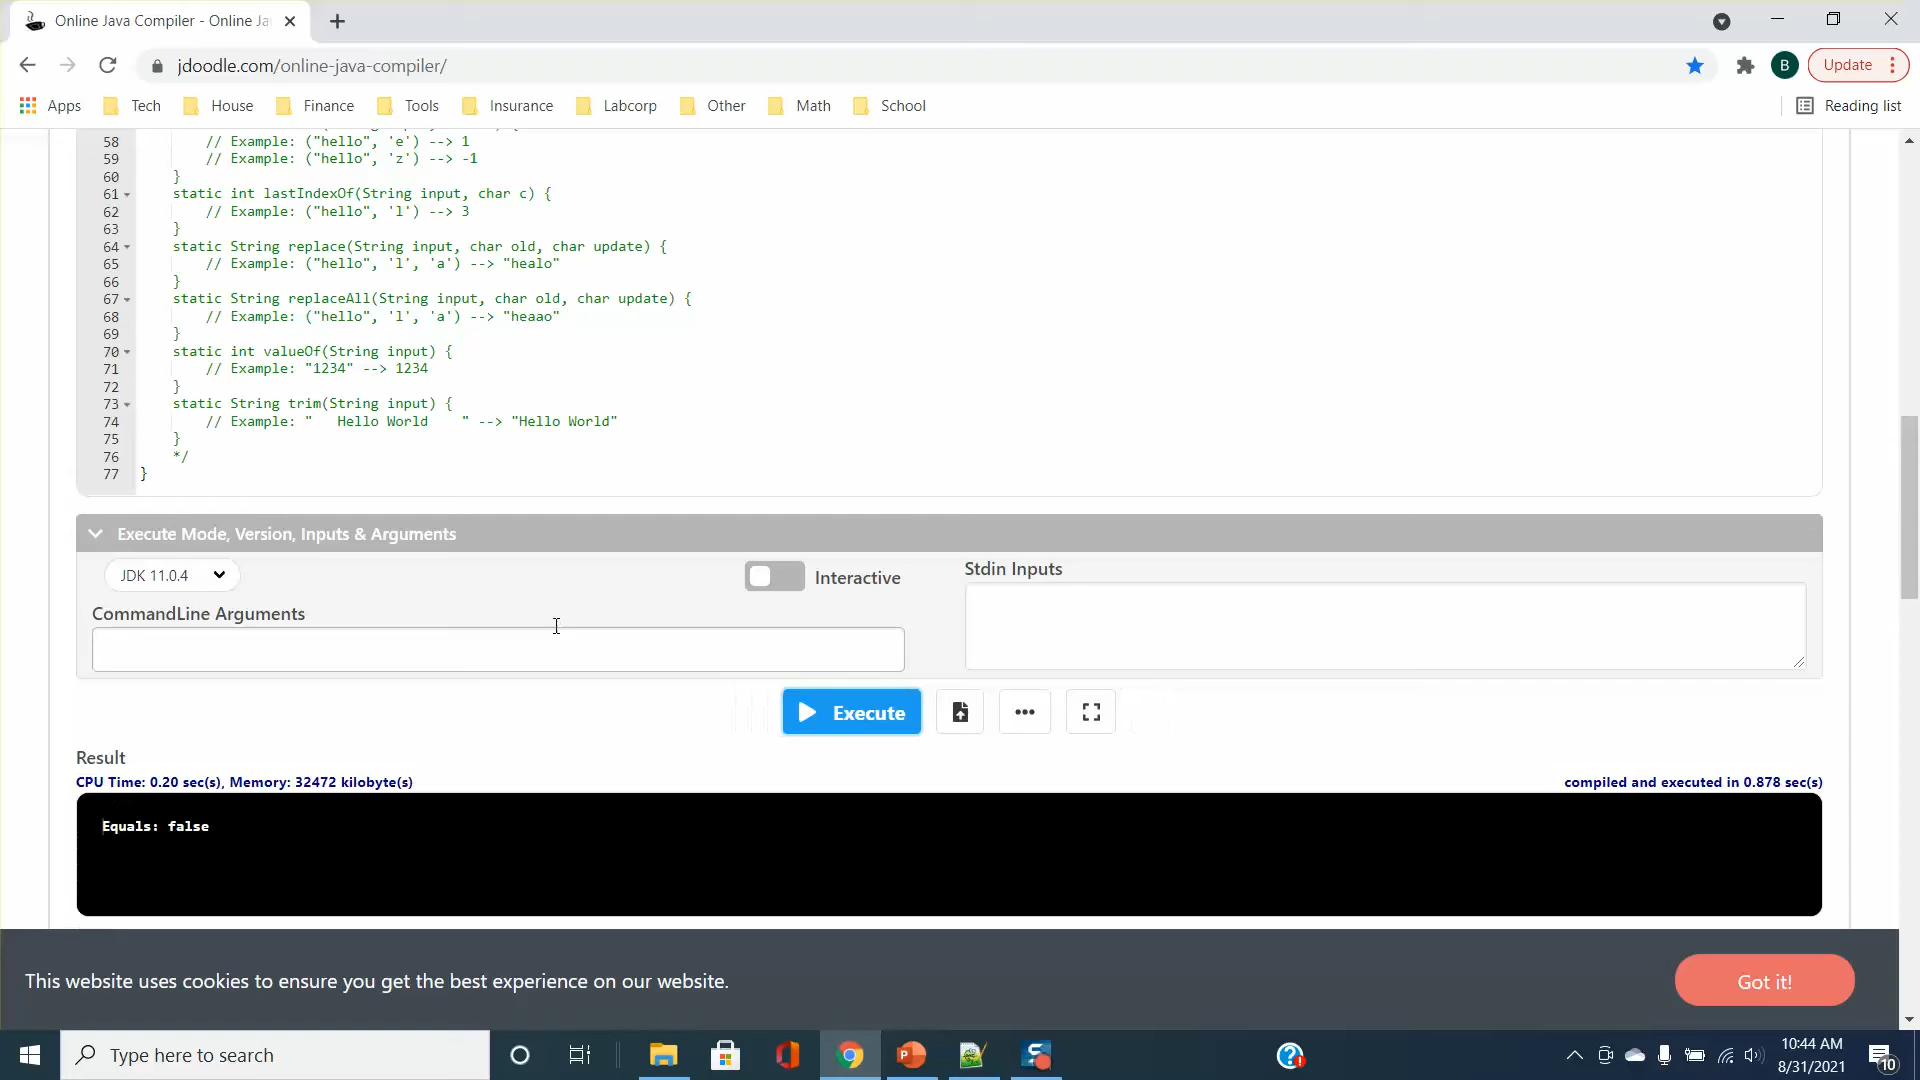 Online Java Compiler - Online Ja
jdoodle.com/online-java-compiler/
B
Update
Apps Tech House Finance Tools Insurance Labcorp Other Math School Reading list
58 // Example: ("hello", 'e') --> 1
59 // Example: ("hello", 'z') --> -1
60 }
61 static int lastIndexOf(String input, char c) {
62 // Example: ("hello", 'l') --> 3
63 }
64 static String replace(String input, char old, char update) {
65 // Example: ("hello", 'l', 'a') --> "healo"
66 }
67 static String replaceAll(String input, char old, char update) {
68 // Example: ("hello", 'l', 'a') --> "heaao"
69 }
70 static int valueOf(String input) {
71 // Example: "1234" --> 1234
72 }
73 static String trim(String input) {
74 // Example: "   Hello World    " --> "Hello World"
75 }
76 */
77 }
Execute Mode, Version, Inputs & Arguments
JDK 11.0.4
Interactive
Stdin Inputs
CommandLine Arguments
Execute
Result
CPU Time: 0.20 sec(s), Memory: 32472 kilobyte(s)
compiled and executed in 0.878 sec(s)
Equals: false
This website uses cookies to ensure you get the best experience on our website.
Got it!
Type here to search
10:44 AM
8/31/2021
10